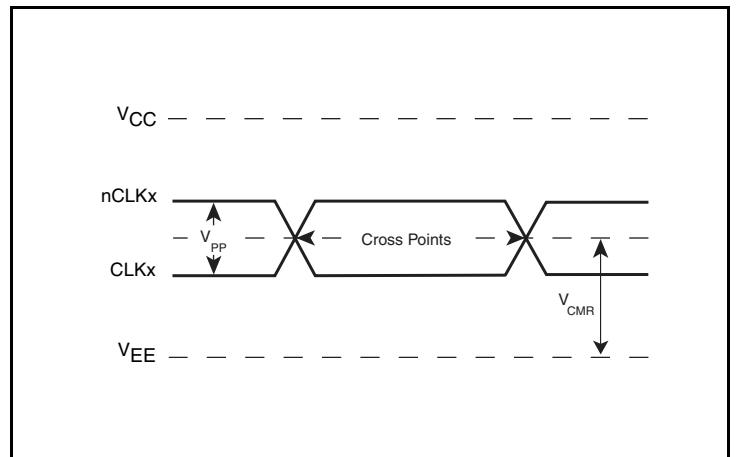 VCC
nCLKx
VPP
Cross Points
CLKx
VCMR
VEE